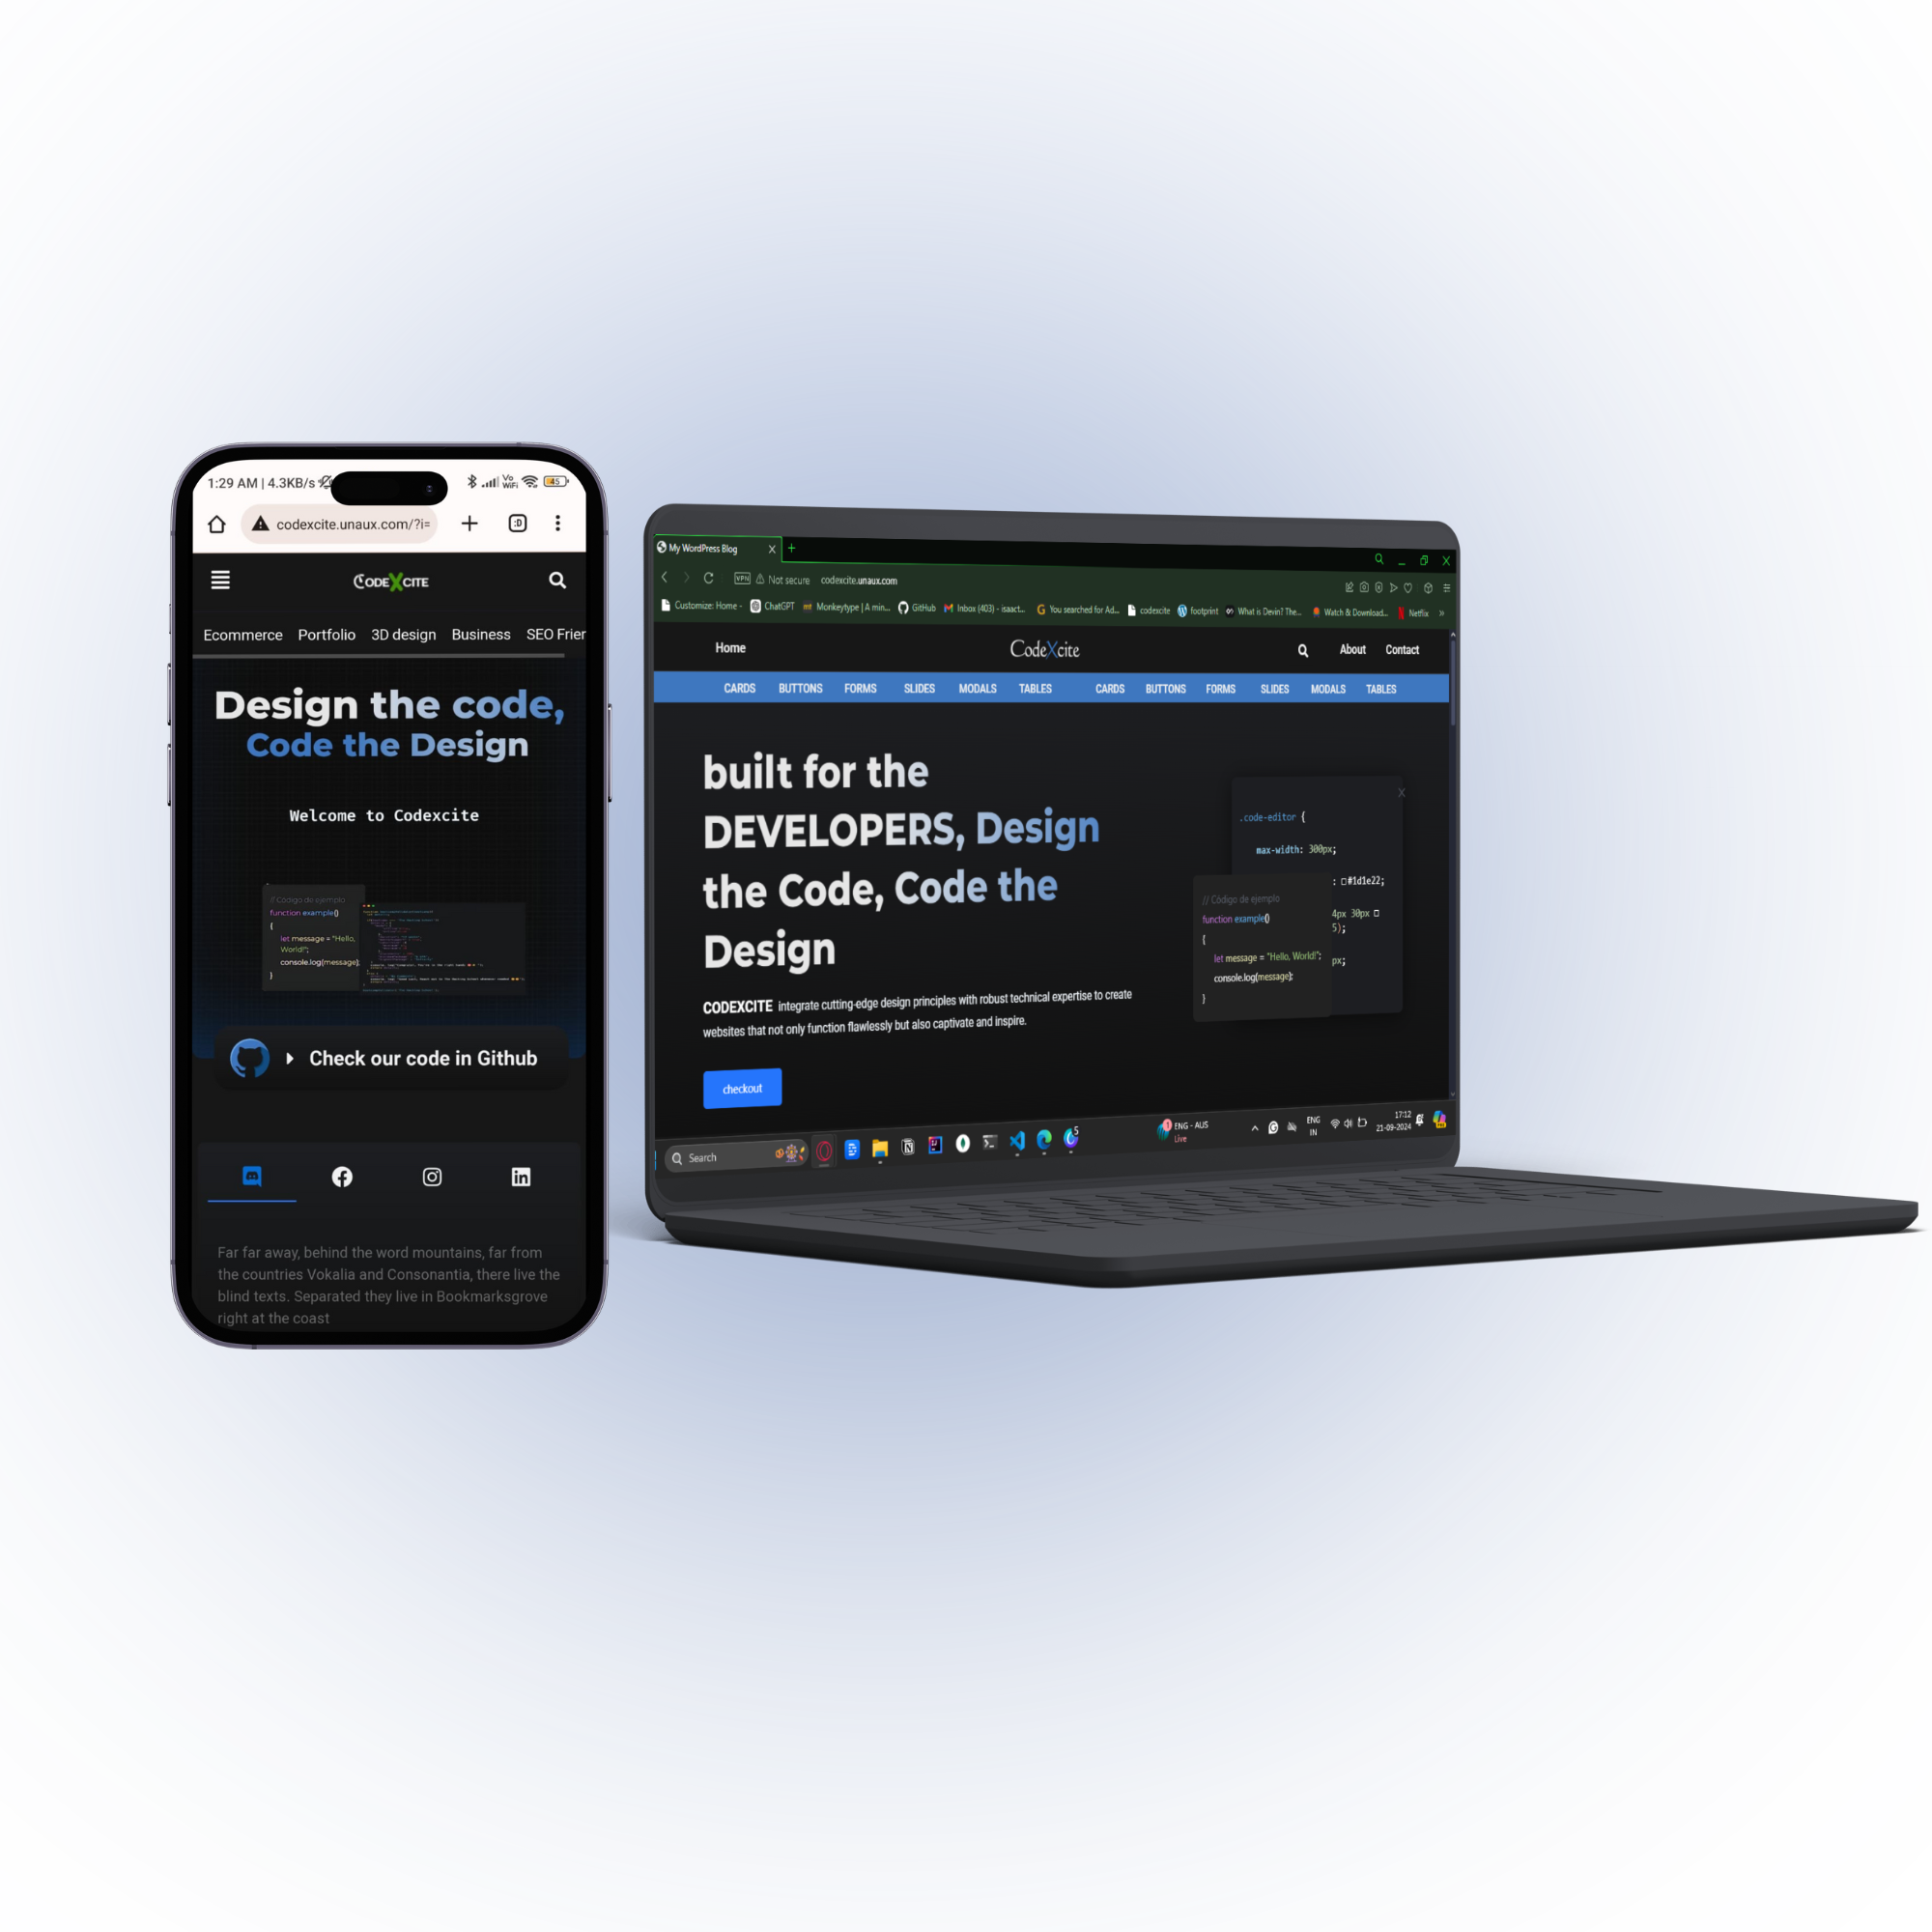 1:29 AM | 4.3KB/s
Vo
WiFi
45
codexcite.unaux.com/?i=
:D
CODEXCITE
Ecommerce Portfolio 3D design Business SEO Frier
Design the code,
Code the Design
Welcome to Codexcite
// Código de ejemplo
function example()
{
let message = "Hello,
World!";
console.log(message);
}
Check our code in Github
Far far away, behind the word mountains, far from
the countries Vokalia and Consonantia, there live the
blind texts. Separated they live in Bookmarksgrove
right at the coast
My WordPress Blog
VPN Not secure codexcite.unaux.com
Customize: Home - ChatGPT Monkeytype | A min... GitHub Inbox (403) - isaact... You searched for Ad... codexcite footprint What is Devin? The... Watch & Download... Netflix »
Home CodeXcite About Contact
CARDS BUTTONS FORMS SLIDES MODALS TABLES CARDS BUTTONS FORMS SLIDES MODALS TABLES
built for the
DEVELOPERS, Design
the Code, Code the
Design
CODEXCITE integrate cutting-edge design principles with robust technical expertise to create
websites that not only function flawlessly but also captivate and inspire.
checkout
X
.code-editor {
max-width: 300px;
: #1d1e22;
4px 30px
5);
px;
// Código de ejemplo
function example()
{
let message = "Hello, World!";
console.log(message);
}
Search
1
ENG - AUS
Live
5
ENG
IN
17:12
21-09-2024